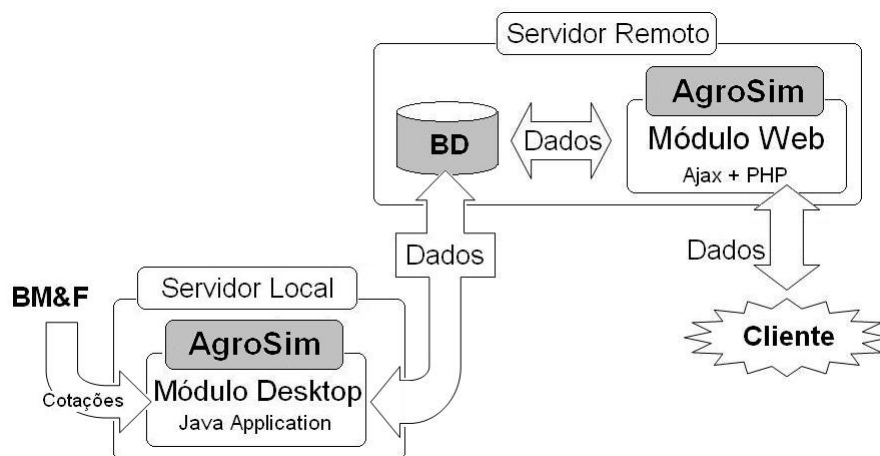 Servidor Remoto
AgroSim
BD
Dados
Módulo Web
Ajax + PHP
Dados
Dados
Servidor Local
BM&F
Cliente
AgroSim
Módulo Desktop
Cotações
Java Application